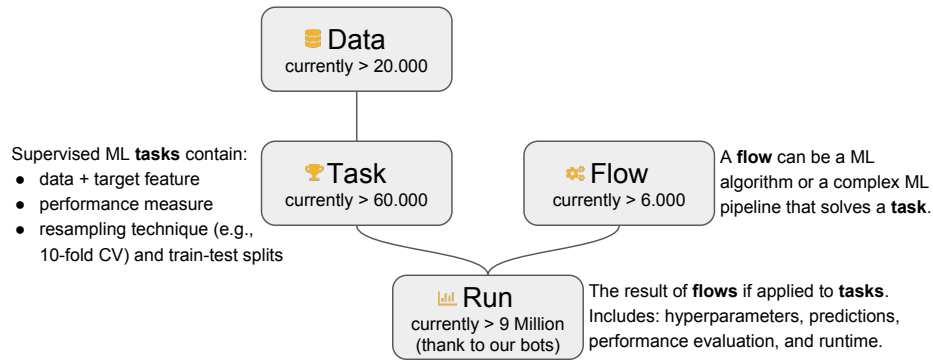 Data
currently > 20.000
Supervised ML tasks contain:
● data + target feature
● performance measure
● resampling technique (e.g.,
10-fold CV) and train-test splits
Task
currently > 60.000
Flow
currently > 6.000
A flow can be a ML
algorithm or a complex ML
pipeline that solves a task.
Run
currently > 9 Million
(thank to our bots)
The result of flows if applied to tasks.
Includes: hyperparameters, predictions,
performance evaluation, and runtime.